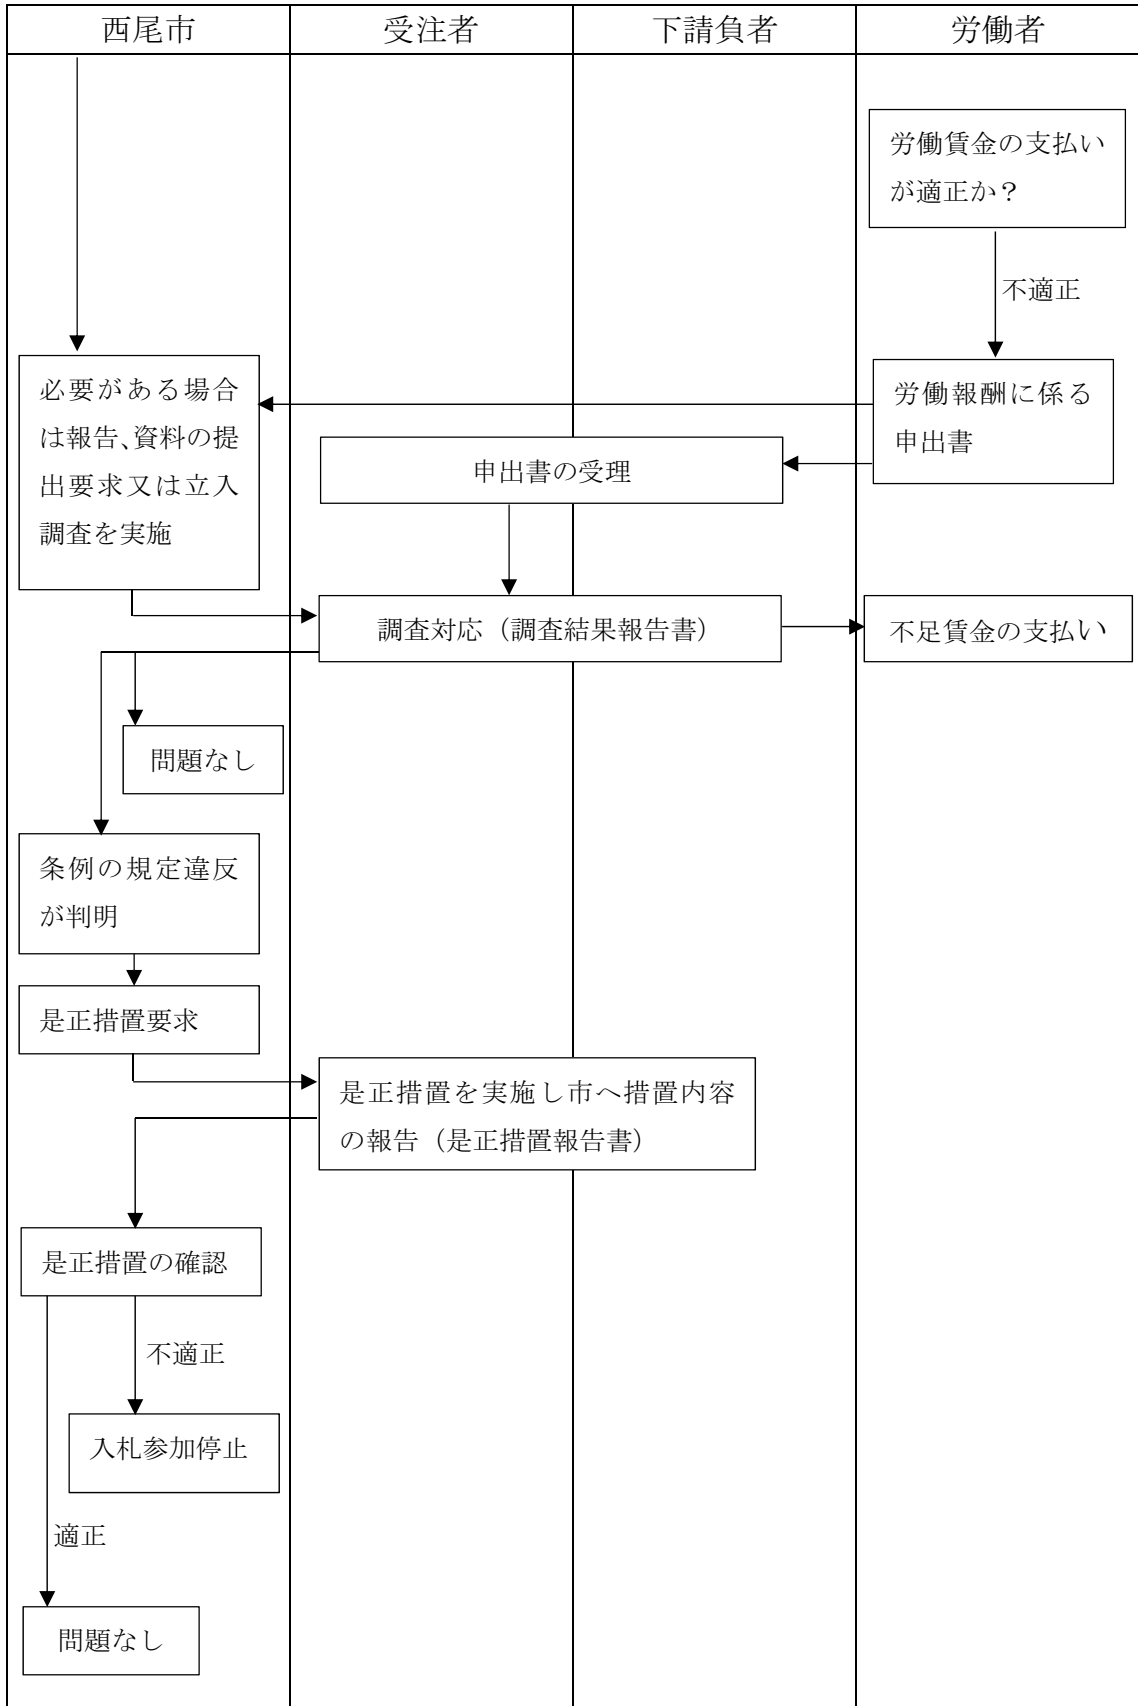 西尾市
受注者
下請負者
労働者
労働賃金の支払い
が適正か？
不適正
必要がある場合
は報告、資料の提
出要求又は立入
調査を実施
労働報酬に係る
申出書
申出書の受理
調査対応（調査結果報告書）
不足賃金の支払い
問題なし
条例の規定違反
が判明
是正措置要求
是正措置を実施し市へ措置内容
の報告（是正措置報告書）
是正措置の確認
不適正
入札参加停止
適正
問題なし